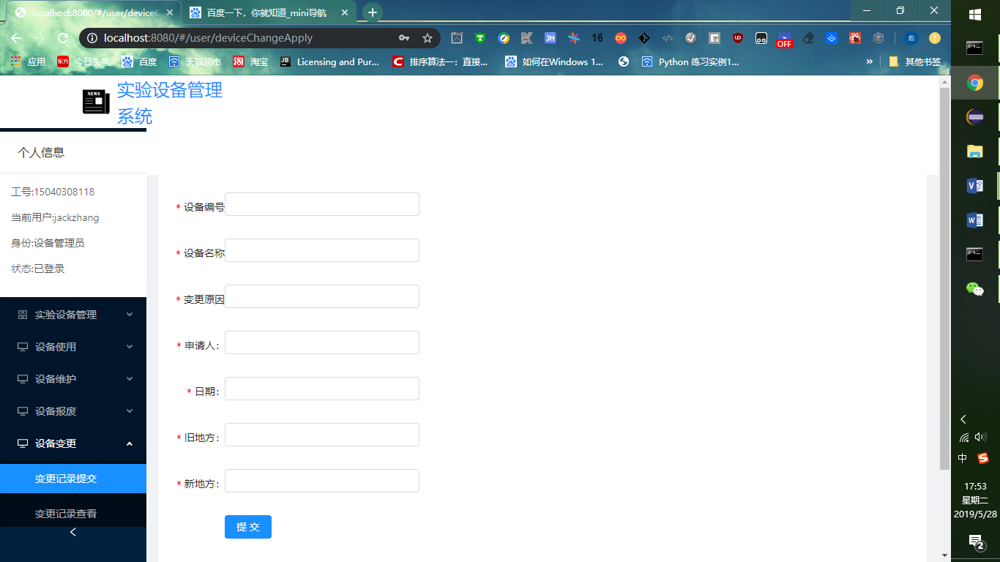 localhost:8080/#/user/deviceC
百度一下，你就知道_mini导航
localhost:8080/#/user/deviceChangeApply
16
OFF
应用
今日头条
百度
天猫超市
淘宝
Licensing and Pur...
排序算法一：直接...
如何在Windows 1...
Python 练习实例1...
»
其他书签
NEWS
实验设备管理
系统
个人信息
工号:15040308118
当前用户:jackzhang
身份:设备管理员
状态:已登录
实验设备管理
设备使用
设备维护
设备报废
设备变更
变更记录提交
变更记录查看
* 设备编号
* 设备名称
* 变更原因
* 申请人：
* 日期：
* 旧地方：
* 新地方：
提 交
中
17:53
星期二
2019/5/28
2